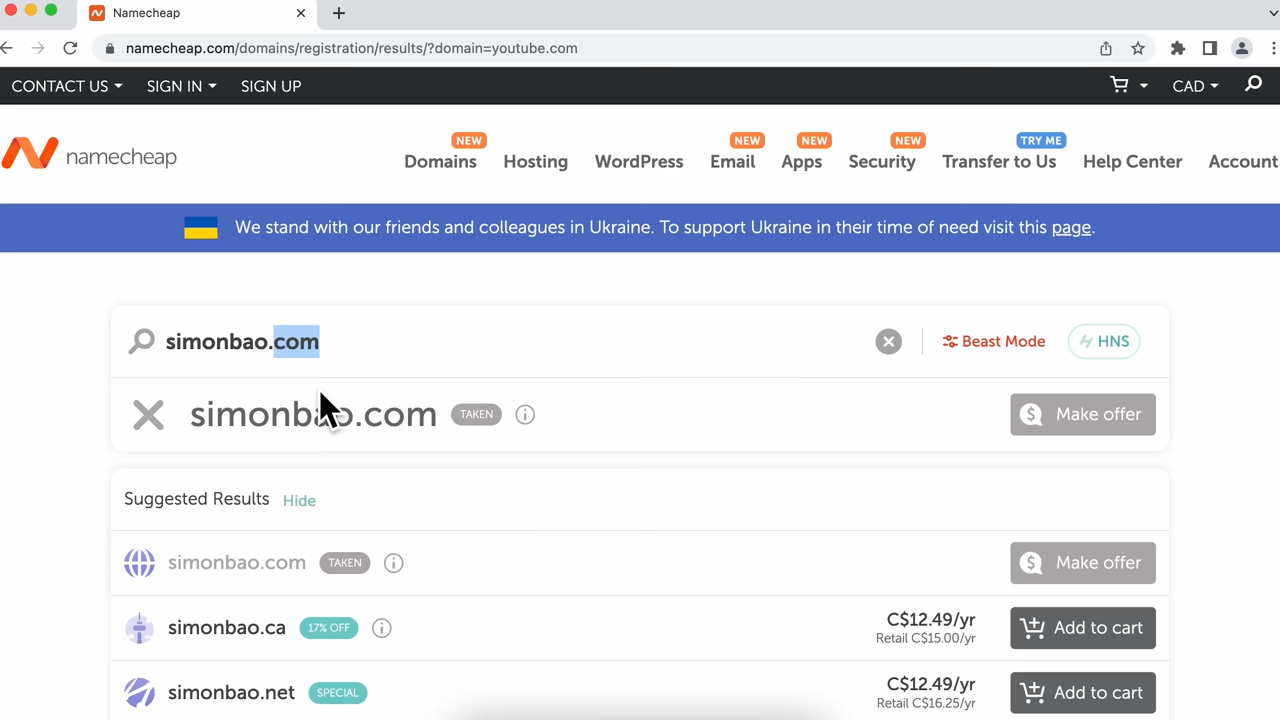 Namecheap
namecheap.com/domains/registration/results/?domain=youtube.com
CONTACT US SIGN IN SIGN UP CAD
namecheap
NEW NEW NEW NEW TRY ME
Domains Hosting WordPress Email Apps Security Transfer to Us Help Center Account
We stand with our friends and colleagues in Ukraine. To support Ukraine in their time of need visit this page.
simonbao.com Beast Mode HNS
simonbao.com TAKEN Make offer
Suggested Results Hide
simonbao.com TAKEN Make offer
simonbao.ca 17% OFF C$12.49/yr Add to cart
Retail C$15.00/yr
simonbao.net SPECIAL C$12.49/yr Add to cart
Retail C$16.25/yr